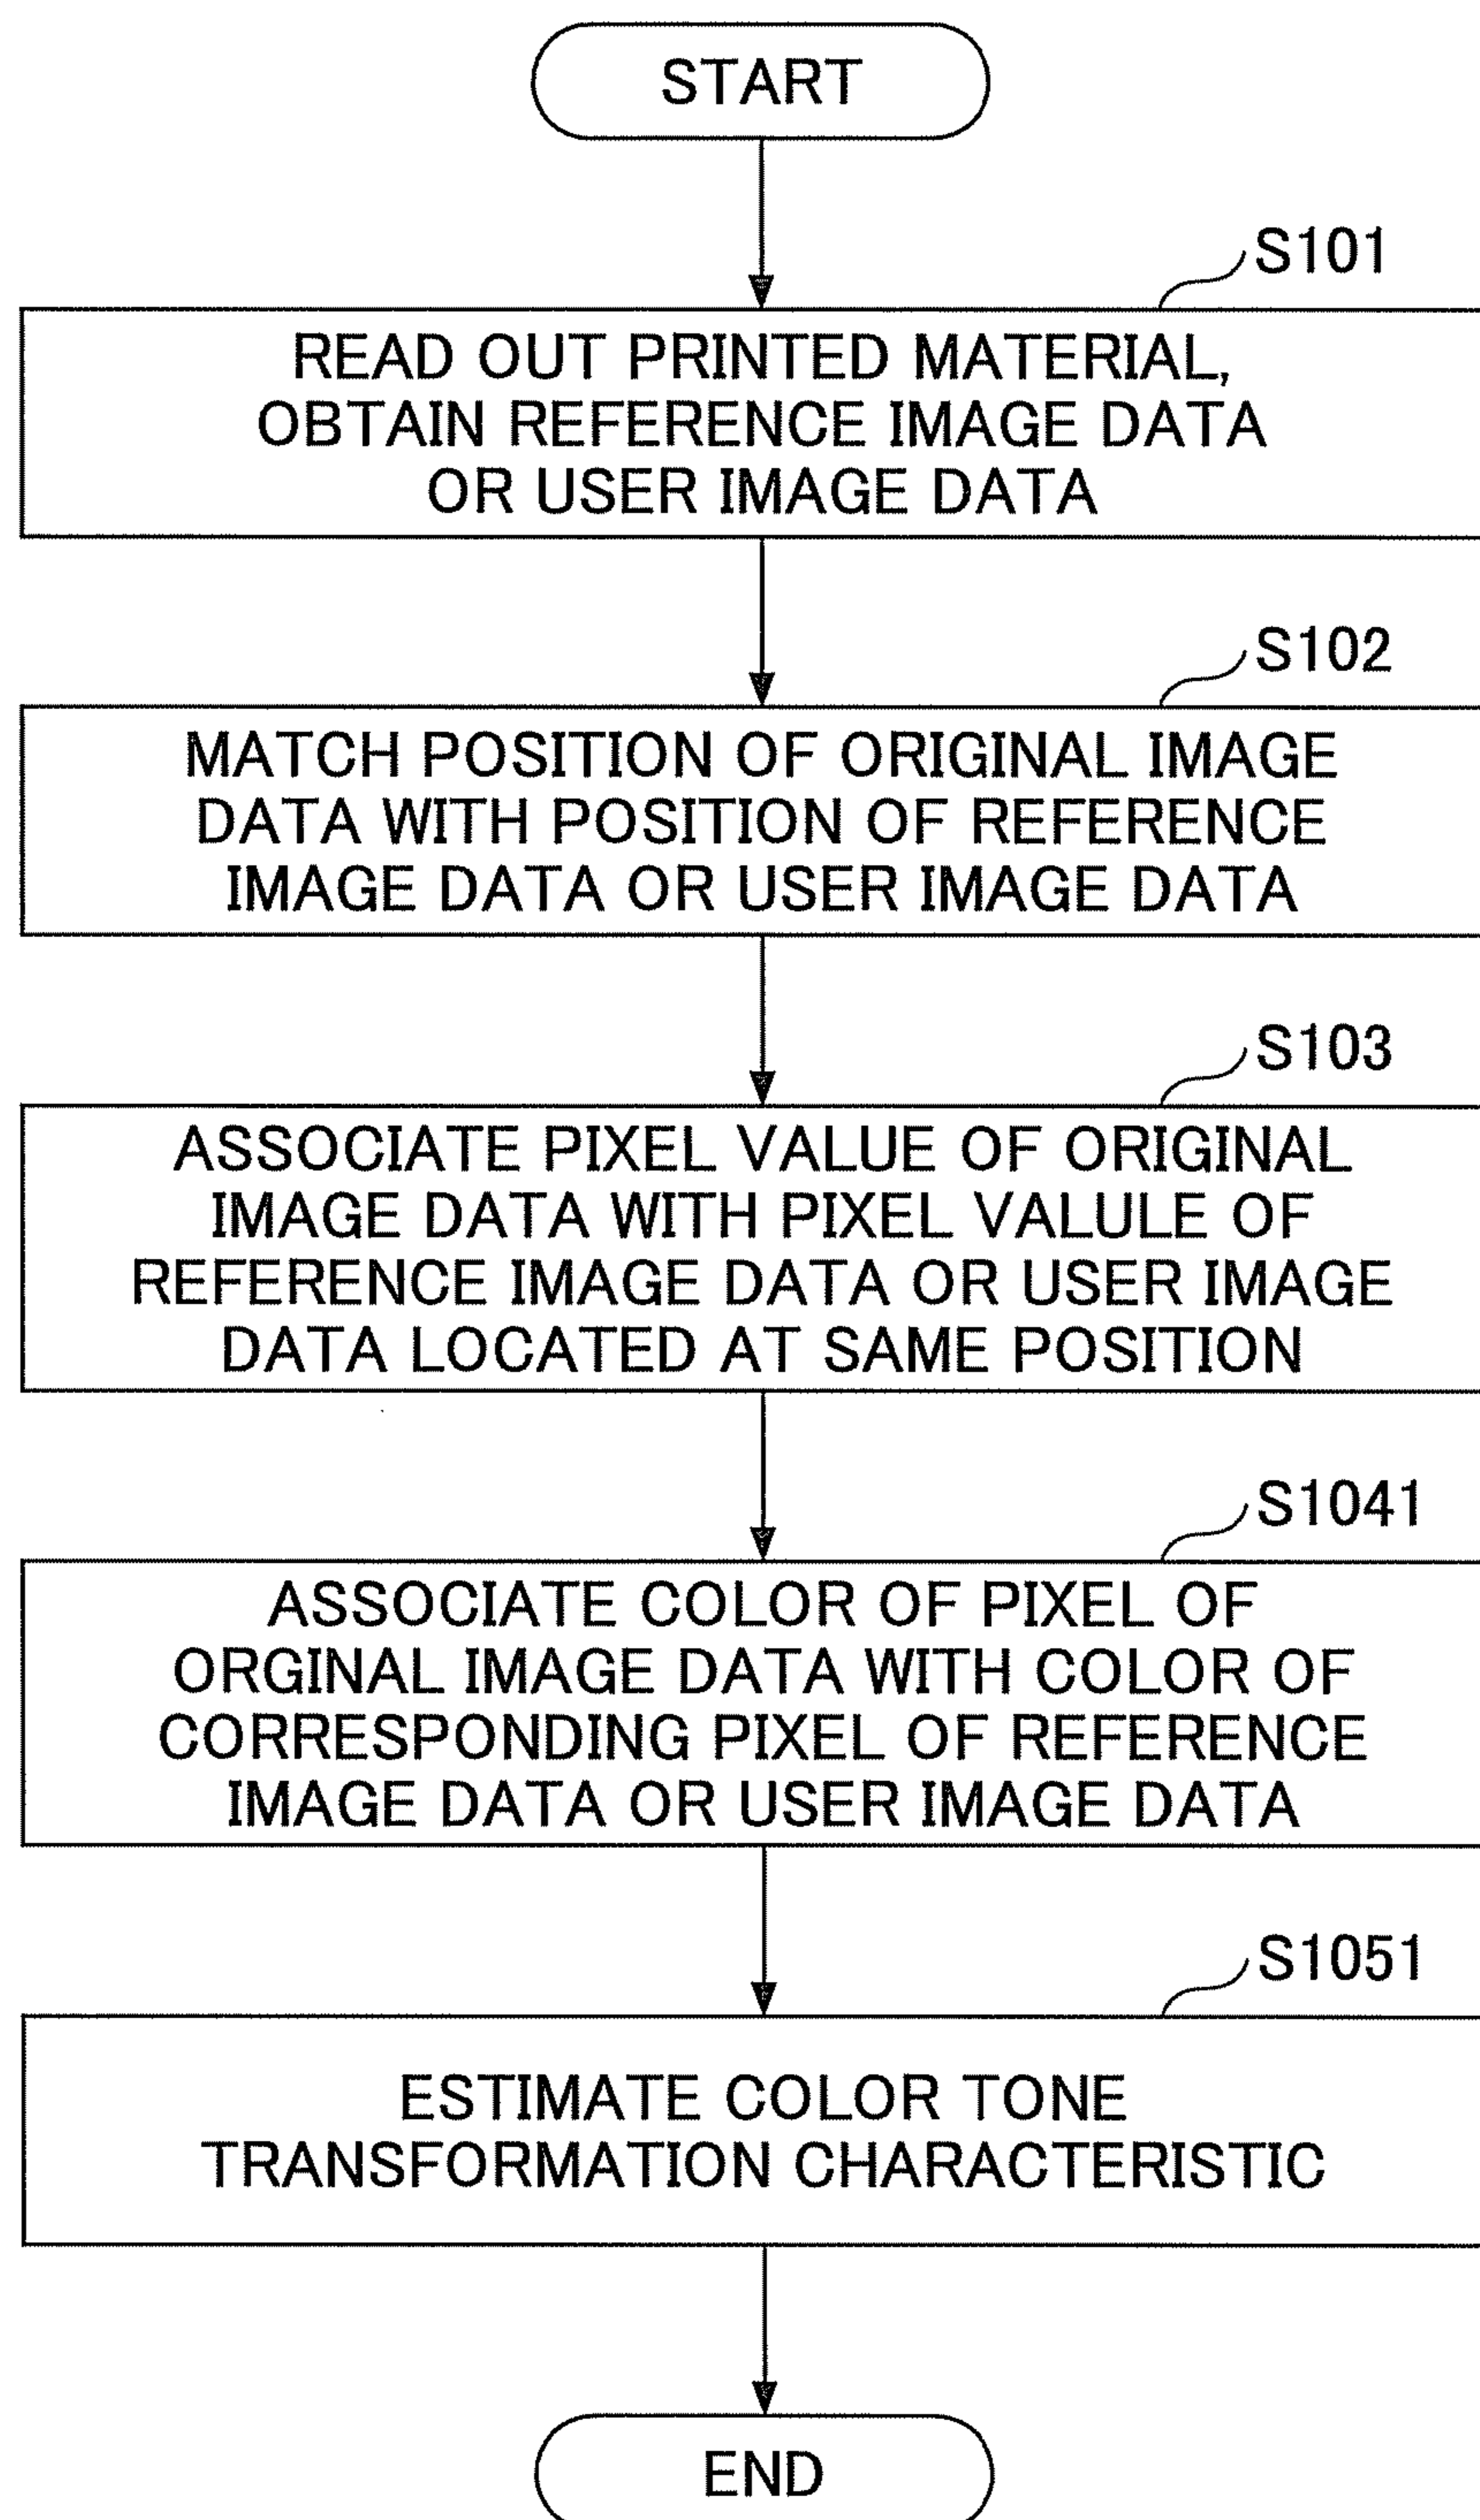 START
S101
READ OUT PRINTED MATERIAL,
OBTAIN REFERENCE IMAGE DATA
OR USER IMAGE DATA
S102
MATCH POSITION OF ORIGINAL IMAGE
DATA WITH POSITION OF REFERENCE
IMAGE DATA OR USER IMAGE DATA
S103
ASSOCIATE PIXEL VALUE OF ORIGINAL
IMAGE DATA WITH PIXEL VALULE OF
REFERENCE IMAGE DATA OR USER IMAGE
DATA LOCATED AT SAME POSITION
S1041
ASSOCIATE COLOR OF PIXEL OF
ORGINAL IMAGE DATA WITH COLOR OF
CORRESPONDING PIXEL OF REFERENCE
IMAGE DATA OR USER IMAGE DATA
S1051
ESTIMATE COLOR TONE
TRANSFORMATION CHARACTERISTIC
END